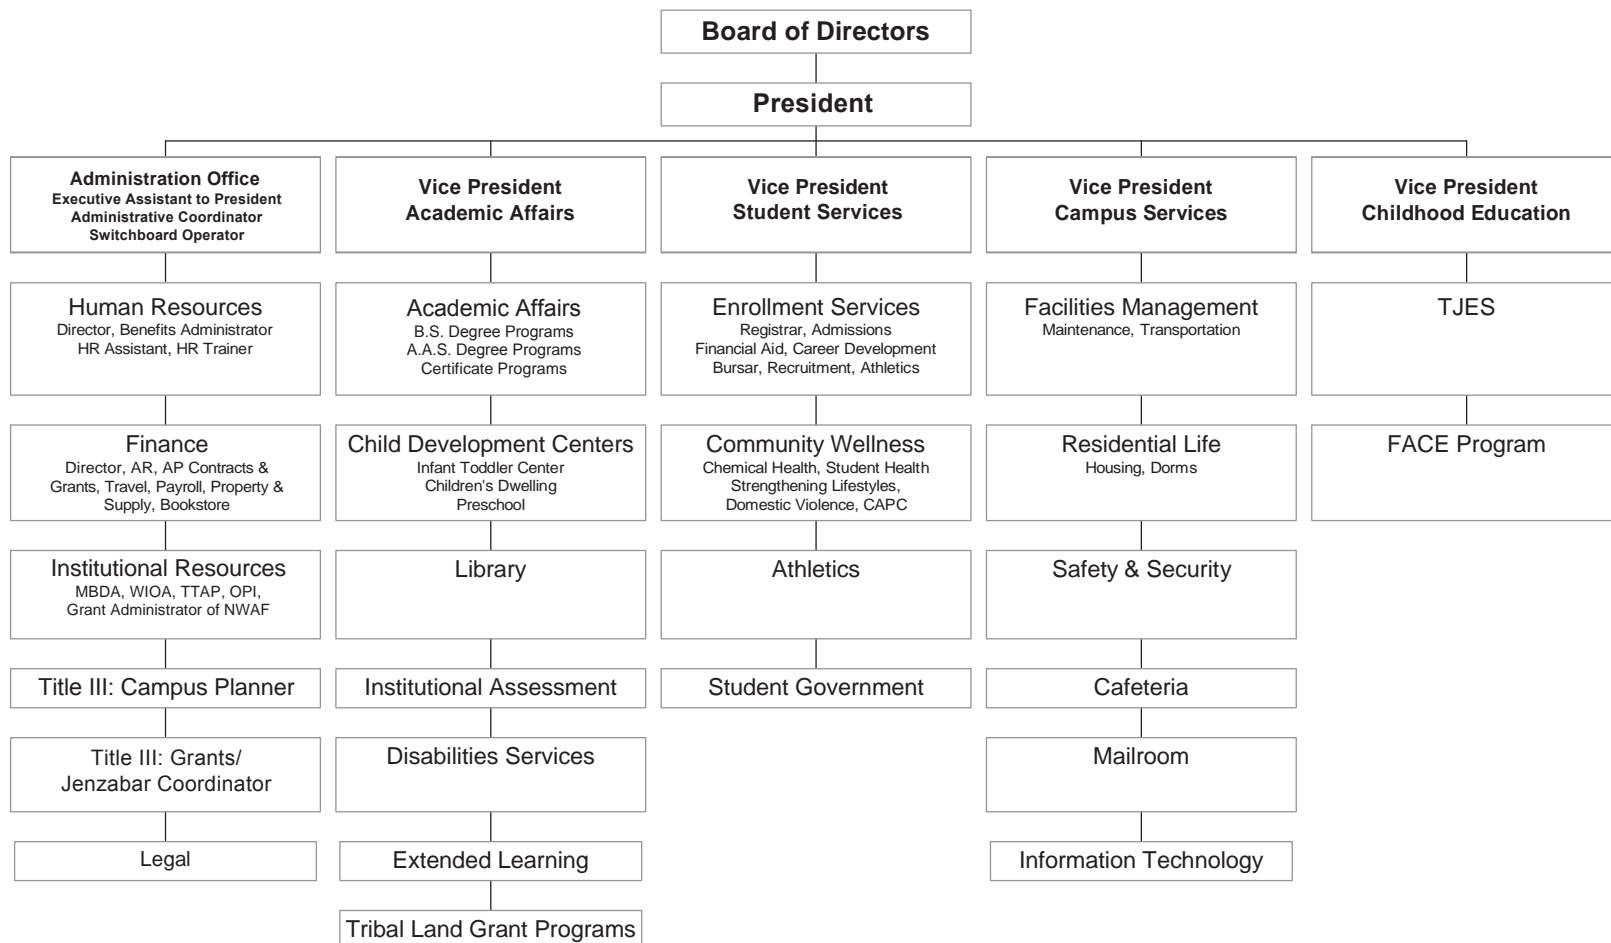 Board of Directors
President
Administration Office
Executive Assistant to President
Administrative Coordinator
Switchboard Operator
Human Resources
Director, Benefits Administrator
HR Assistant, HR Trainer
Finance
Director, AR, AP Contracts &
Grants, Travel, Payroll, Property &
Supply, Bookstore
Institutional Resources
MBDA, WIOA, TTAP, OPI,
Grant Administrator of NWAF
Title III: Campus Planner
Title III: Grants/
Jenzabar Coordinator
Legal
Vice President
Academic Affairs
Academic Affairs
B.S. Degree Programs
A.A.S. Degree Programs
Certificate Programs
Child Development Centers
Infant Toddler Center
Children's Dwelling
Preschool
Library
Institutional Assessment
Disabilities Services
Extended Learning
Tribal Land Grant Programs
Vice President
Student Services
Enrollment Services
Registrar, Admissions
Financial Aid, Career Development
Bursar, Recruitment, Athletics
Community Wellness
Chemical Health, Student Health
Strengthening Lifestyles,
Domestic Violence, CAPC
Athletics
Student Government
Vice President
Campus Services
Facilities Management
Maintenance, Transportation
Residential Life
Housing, Dorms
Safety & Security
Cafeteria
Mailroom
Information Technology
Vice President
Childhood Education
TJES
FACE Program